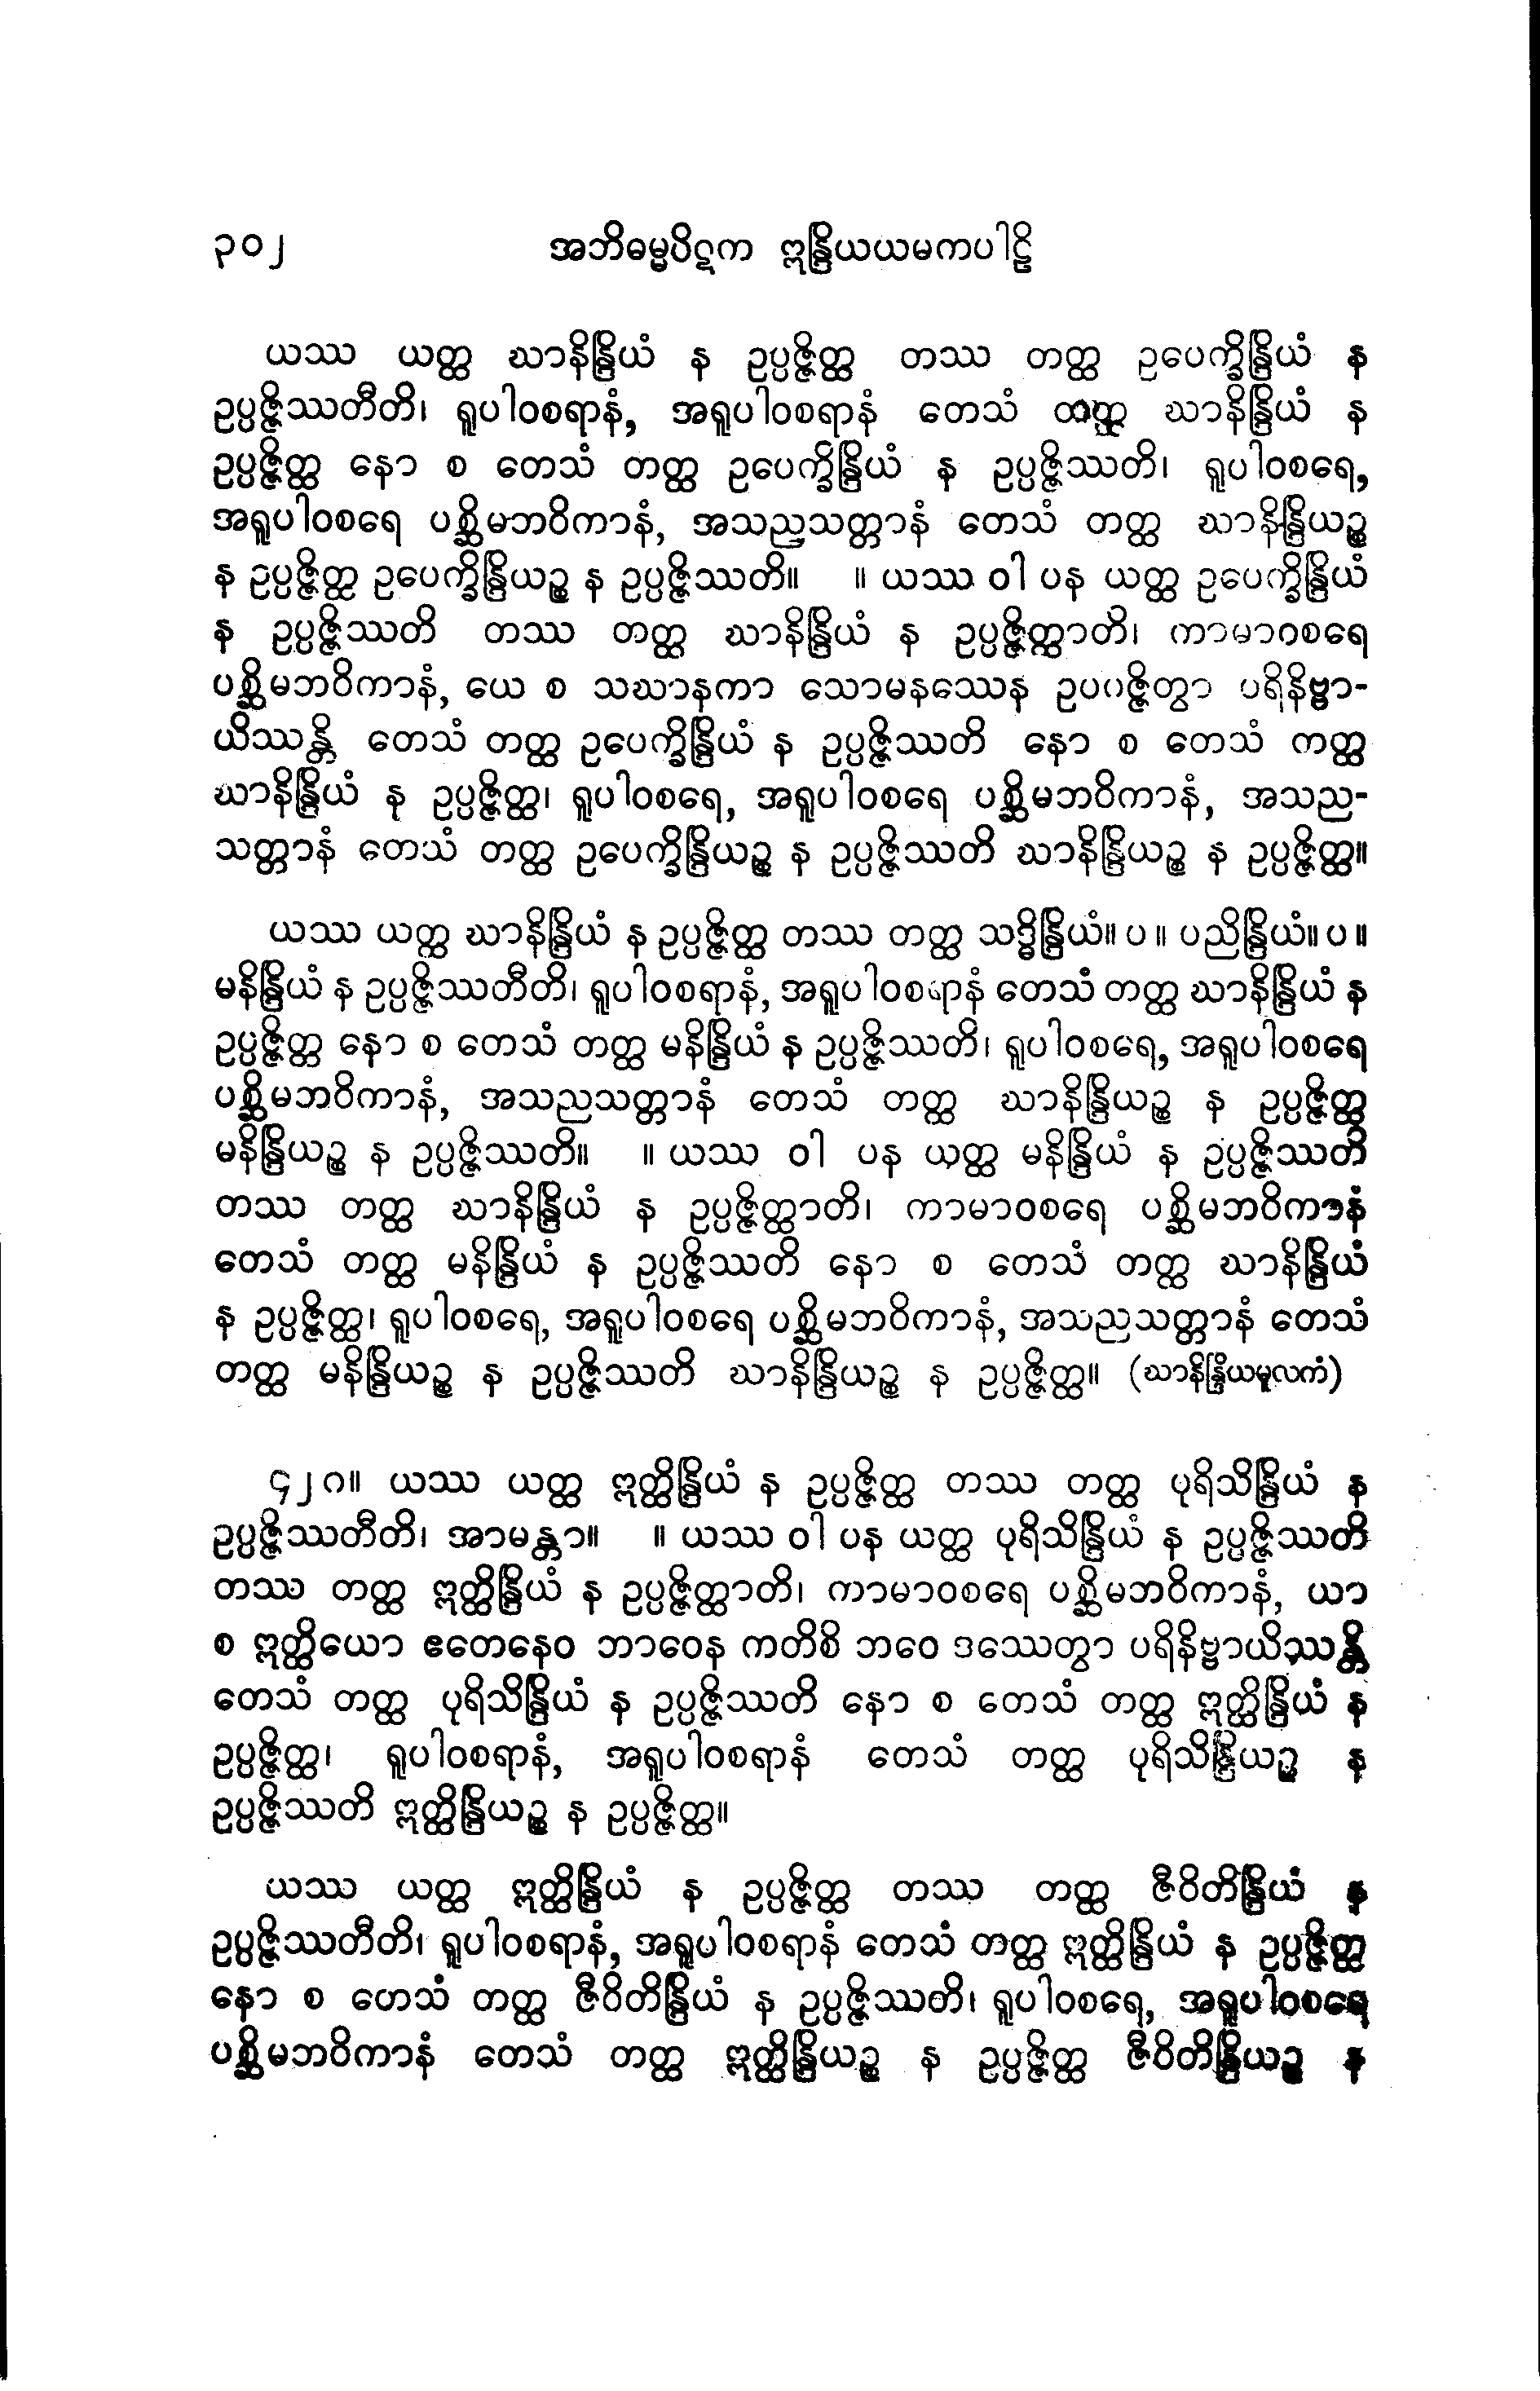 ၃၀၂ အဘိဓမ္မပိဋက ဣန္ဒြိယယမကပါဠိ
ယဿ ယတ္ထ ဃာနိန္ဒြိယံ န ဥပ္ပဇ္ဇိတ္ထ တဿ တတ္ထ ဥပေက္ခိန္ဒြိယံ န
ဥပ္ပဇ္ဇိဿတီတိ၊ ရူပါဝစရာနံ, အရူပါဝစရာနံ တေသံ တတ္ထ ဃာနိန္ဒြိယံ န
ဥပ္ပဇ္ဇိတ္ထ နော စ တေသံ တတ္ထ ဥပေက္ခိန္ဒြိယံ န ဥပ္ပဇ္ဇိဿတိ၊ ရူပါဝစရေ,
အရူပါဝစရေ ပစ္ဆိမဘဝိကာနံ, အသညသတ္တာနံ တေသံ တတ္ထ ဃာနိန္ဒြိယဉ္စ
န ဥပ္ပဇ္ဇိတ္ထ ဥပေက္ခိန္ဒြိယဉ္စ န ဥပ္ပဇ္ဇိဿတိ။ ။ ယဿ ဝါ ပန ယတ္ထ ဥပေက္ခိန္ဒြိယံ
န ဥပ္ပဇ္ဇိဿတိ တဿ တတ္ထ ဃာနိန္ဒြိယံ န ဥပ္ပဇ္ဇိတ္ထာတိ၊ ကာမာဝစရေ
ပစ္ဆိမဘဝိကာနံ, ယေ စ သဃာနကာ သောမနဿေန ဥပပဇ္ဇိတွာ ပရိနိဗ္ဗာ-
ယိဿန္တိ တေသံ တတ္ထ ဥပေက္ခိန္ဒြိယံ န ဥပ္ပဇ္ဇိဿတိ နော စ တေသံ ကတ္ထ
ဃာနိန္ဒြိယံ န ဥပ္ပဇ္ဇိတ္ထ၊ ရူပါဝစရေ, အရူပါဝစရေ ပစ္ဆိမဘဝိကာနံ, အသည-
သတ္တာနံ တေသံ တတ္ထ ဥပေက္ခိန္ဒြိယဉ္စ န ဥပ္ပဇ္ဇိဿတိ ဃာနိန္ဒြိယဉ္စ န ဥပ္ပဇ္ဇိတ္ထ။
ယဿ ယတ္ထ ဃာနိန္ဒြိယံ န ဥပ္ပဇ္ဇိတ္ထ တဿ တတ္ထ သဒ္ဓိန္ဒြိယံ။ ပ ။ ပညိန္ဒြိယံ။ ပ ။
မနိန္ဒြိယံ န ဥပ္ပဇ္ဇိဿတီတိ၊ ရူပါဝစရာနံ, အရူပါဝစရာနံ တေသံ တတ္ထ ဃာနိန္ဒြိယံ န
ဥပ္ပဇ္ဇိတ္ထ နော စ တေသံ တတ္ထ မနိန္ဒြိယံ န ဥပ္ပဇ္ဇိဿတိ၊ ရူပါဝစရေ, အရူပါဝစရေ
ပစ္ဆိမဘဝိကာနံ, အသညသတ္တာနံ တေသံ တတ္ထ ဃာနိန္ဒြိယဉ္စ န ဥပ္ပဇ္ဇိတ္ထ
မနိန္ဒြိယဉ္စ န ဥပ္ပဇ္ဇိဿတိ။ ။ ယဿ ဝါ ပန ယတ္ထ မနိန္ဒြိယံ န ဥပ္ပဇ္ဇိဿတိ
တဿ တတ္ထ ဃာနိန္ဒြိယံ န ဥပ္ပဇ္ဇိတ္ထာတိ၊ ကာမာဝစရေ ပစ္ဆိမဘဝိကာနံ
တေသံ တတ္ထ မနိန္ဒြိယံ န ဥပ္ပဇ္ဇိဿတိ နော စ တေသံ တတ္ထ ဃာနိန္ဒြိယံ
န ဥပ္ပဇ္ဇိတ္ထ၊ ရူပါဝစရေ, အရူပါဝစရေ ပစ္ဆိမဘဝိကာနံ, အသညသတ္တာနံ တေသံ
တတ္ထ မနိန္ဒြိယဉ္စ န ဥပ္ပဇ္ဇိဿတိ ဃာနိန္ဒြိယဉ္စ န ဥပ္ပဇ္ဇိတ္ထ။ (ဃာနိန္ဒြိယမူလကံ)
၄၂၈။ ယဿ ယတ္ထ ဣတ္ထိန္ဒြိယံ န ဥပ္ပဇ္ဇိတ္ထ တဿ တတ္ထ ပုရိသိန္ဒြိယံ န
ဥပ္ပဇ္ဇိဿတီတိ၊ အာမန္တာ။ ။ ယဿ ဝါ ပန ယတ္ထ ပုရိသိန္ဒြိယံ န ဥပ္ပဇ္ဇိဿတိ
တဿ တတ္ထ ဣတ္ထိန္ဒြိယံ န ဥပ္ပဇ္ဇိတ္ထာတိ၊ ကာမာဝစရေ ပစ္ဆိမဘဝိကာနံ, ယာ
စ ဣတ္ထိယော ဧတေနေဝ ဘာဝေန ကတိစိ ဘဝေ ဒဿေတွာ ပရိနိဗ္ဗာယိဿန္တိ
တေသံ တတ္ထ ပုရိသိန္ဒြိယံ န ဥပ္ပဇ္ဇိဿတိ နော စ တေသံ တတ္ထ ဣတ္ထိန္ဒြိယံ န
ဥပ္ပဇ္ဇိတ္ထ၊ ရူပါဝစရာနံ, အရူပါဝစရာနံ တေသံ တတ္ထ ပုရိသိန္ဒြိယဉ္စ န
ဥပ္ပဇ္ဇိဿတိ ဣတ္ထိန္ဒြိယဉ္စ န ဥပ္ပဇ္ဇိတ္ထ။
ယဿ ယတ္ထ ဣတ္ထိန္ဒြိယံ န ဥပ္ပဇ္ဇိတ္ထ တဿ တတ္ထ ဇီဝိတိန္ဒြိယံ န
ဥပ္ပဇ္ဇိဿတီတိ၊ ရူပါဝစရာနံ, အရူပါဝစရာနံ တေသံ တတ္ထ ဣတ္ထိန္ဒြိယံ န ဥပ္ပဇ္ဇိတ္ထ
နော စ ဟေသံ တတ္ထ ဇီဝိတိန္ဒြိယံ န ဥပ္ပဇ္ဇိဿတိ၊ ရူပါဝစရေ, အရူပါဝစရေ
ပစ္ဆိမဘဝိကာနံ တေသံ တတ္ထ ဣတ္ထိန္ဒြိယဉ္စ န ဥပ္ပဇ္ဇိတ္ထ ဇီဝိတိန္ဒြိယဉ္စ န